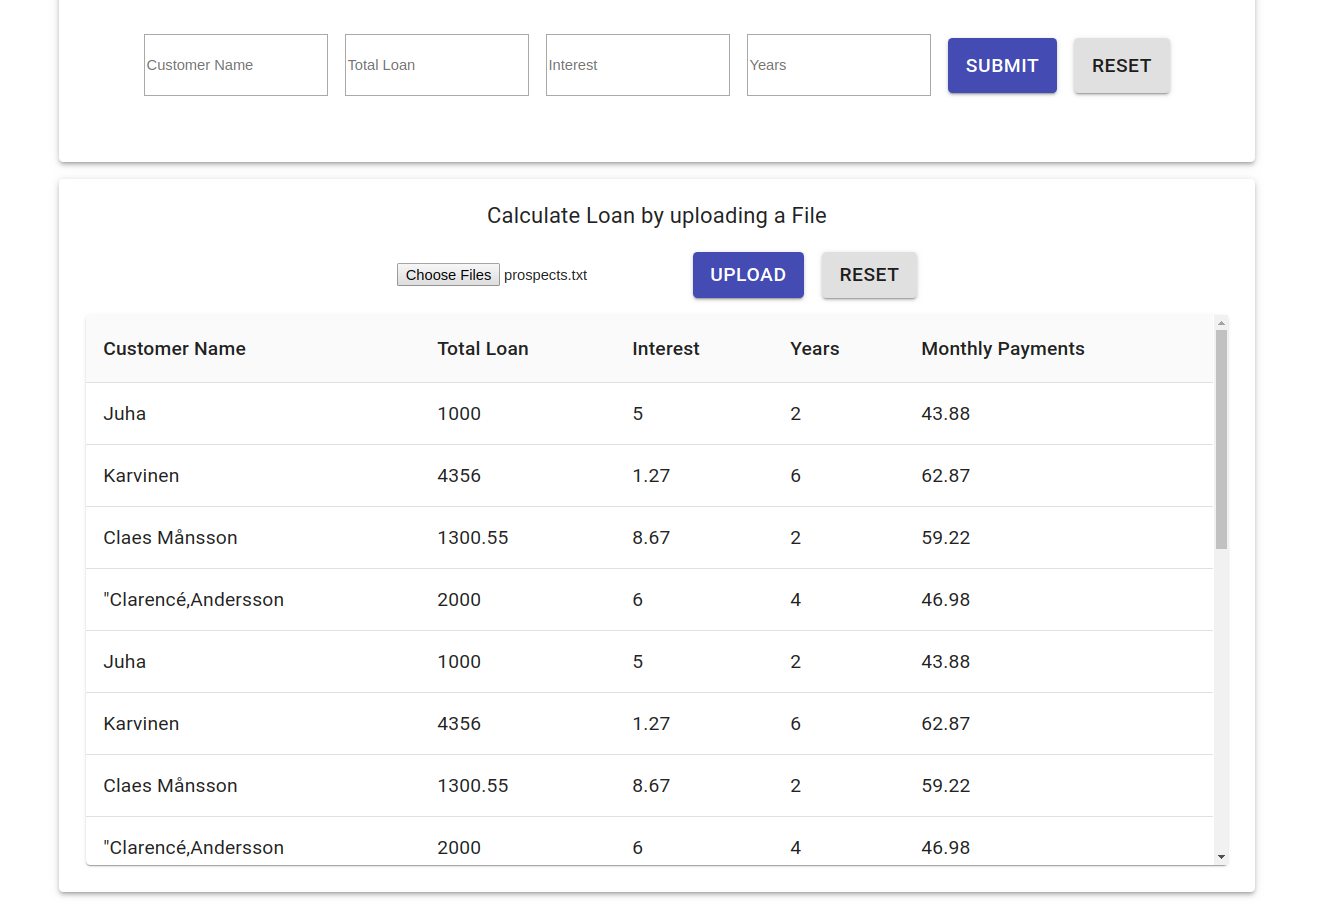 Customer Name Total Loan Interest Years SUBMIT RESET
Calculate Loan by uploading a File
Choose Files prospects.txt UPLOAD RESET
Customer Name Total Loan Interest Years Monthly Payments
Juha 1000 5 2 43.88
Karvinen 4356 1.27 6 62.87
Claes Månsson 1300.55 8.67 2 59.22
"Clarencé,Andersson 2000 6 4 46.98
Juha 1000 5 2 43.88
Karvinen 4356 1.27 6 62.87
Claes Månsson 1300.55 8.67 2 59.22
"Clarencé,Andersson 2000 6 4 46.98